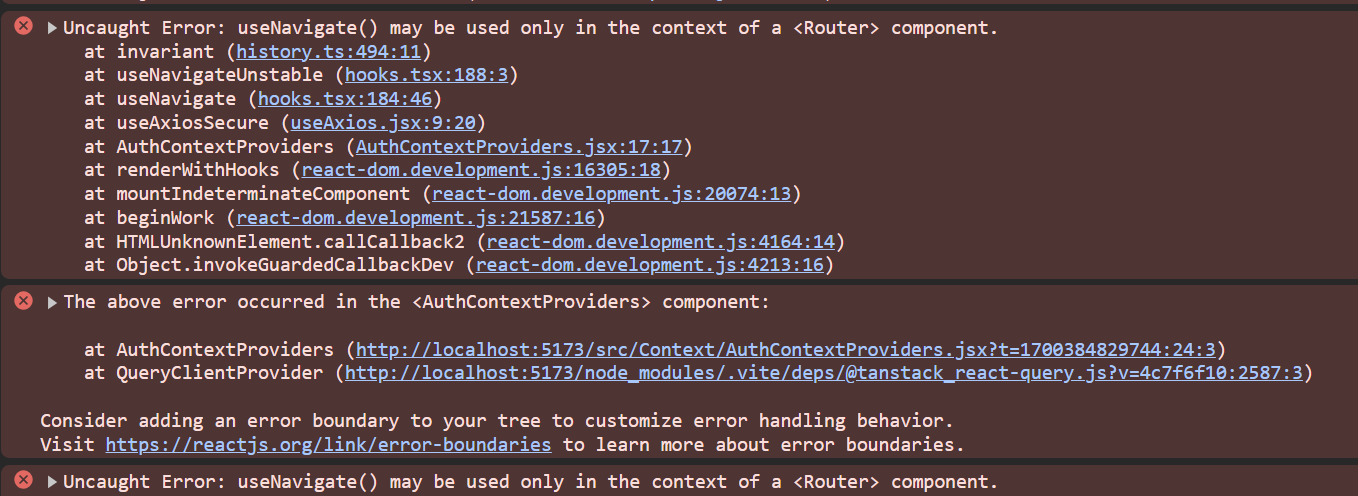 Uncaught Error: useNavigate() may be used only in the context of a <Router> component.
at invariant (history.ts:494:11)
at useNavigateUnstable (hooks.tsx:188:3)
at useNavigate (hooks.tsx:184:46)
at useAxiosSecure (useAxios.jsx:9:20)
at AuthContextProviders (AuthContextProviders.jsx:17:17)
at renderWithHooks (react-dom.development.js:16305:18)
at mountIndeterminateComponent (react-dom.development.js:20074:13)
at beginWork (react-dom.development.js:21587:16)
at HTMLUnknownElement.callCallback2 (react-dom.development.js:4164:14)
at Object.invokeGuardedCallbackDev (react-dom.development.js:4213:16)
The above error occurred in the <AuthContextProviders> component:
at AuthContextProviders (http://localhost:5173/src/Context/AuthContextProviders.jsx?t=1700384829744:24:3)
at QueryClientProvider (http://localhost:5173/node_modules/.vite/deps/@tanstack_react-query.js?v=4c7f6f10:2587:3)
Consider adding an error boundary to your tree to customize error handling behavior.
Visit https://reactjs.org/link/error-boundaries to learn more about error boundaries.
Uncaught Error: useNavigate() may be used only in the context of a <Router> component.